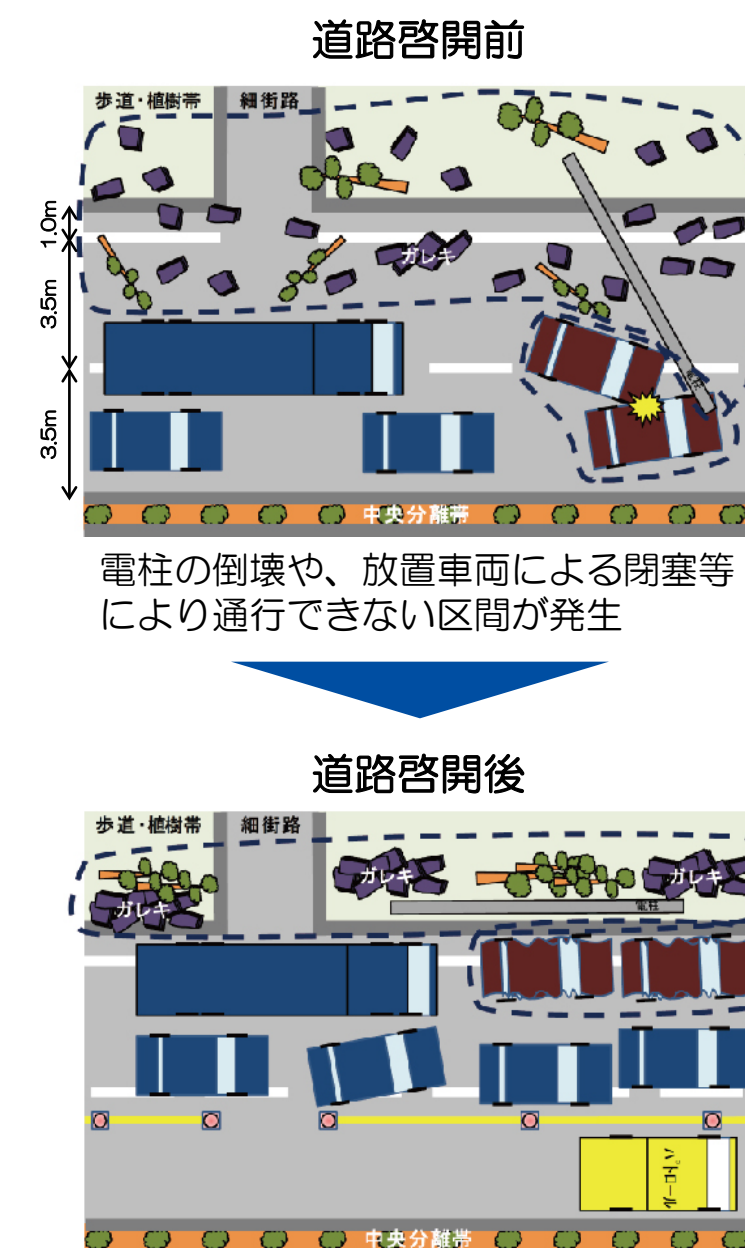 道路啓開前
歩道・植樹帯
細街路
1.0m
ガレキ
3.5m
電柱
3.5m
中央分離帯
電柱の倒壊や、放置車両による閉塞等
により通行できない区間が発生
道路啓開後
歩道・植樹帯
細街路
ガレキ
ガレキ
ガレキ
電柱
パトロール
中央分離帯